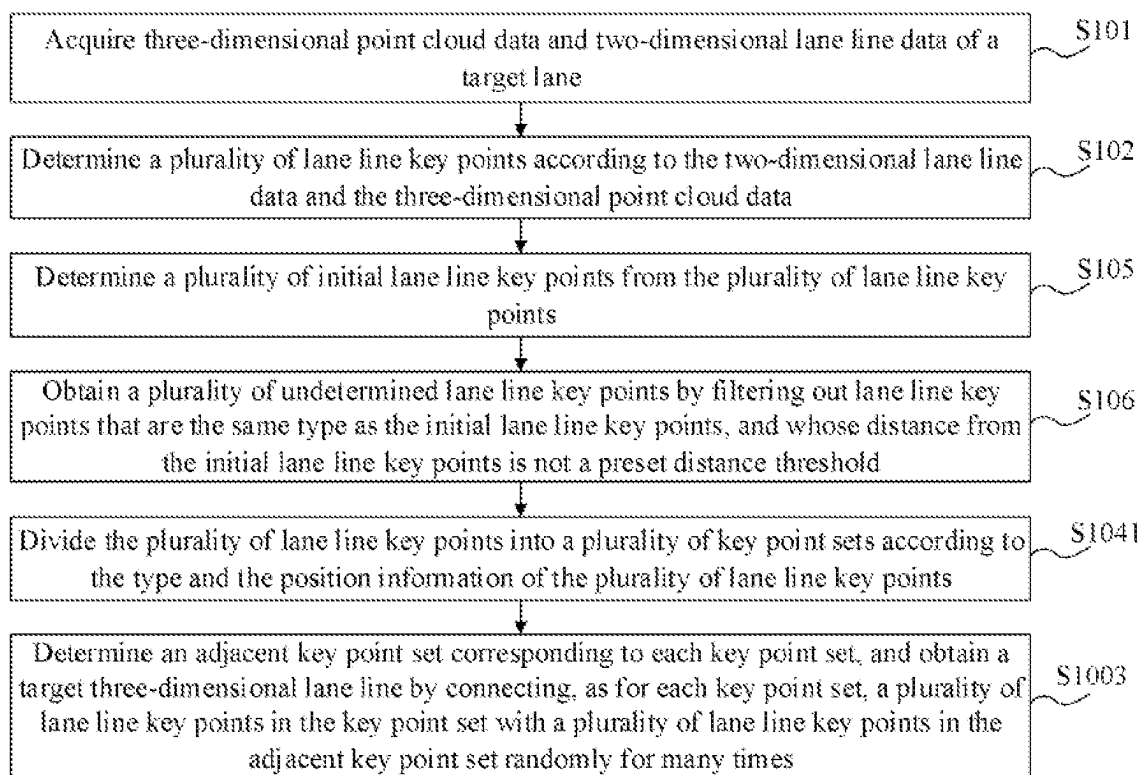 Acquire three-dimensional point cloud data and two-dimensional lane line data of a
target lane
S101
Determine a plurality of lane line key points according to the two-dimensional lane line
data and the three-dimensional point cloud data
S102
Determine a plurality of initial lane line key points from the plurality of lane line key
points
S105
Obtain a plurality of undetermined lane line key points by filtering out lane line key
points that are the same type as the initial lane line key points, and whose distance from
the initial lane line key points is not a preset distance threshold
S106
Divide the plurality of lane line key points into a plurality of key point sets according to
the type and the position information of the plurality of lane line key points
S1041
Determine an adjacent key point set corresponding to each key point set, and obtain a
target three-dimensional lane line by connecting, as for each key point set, a plurality of
lane line key points in the key point set with a plurality of lane line key points in the
adjacent key point set randomly for many times
S1003